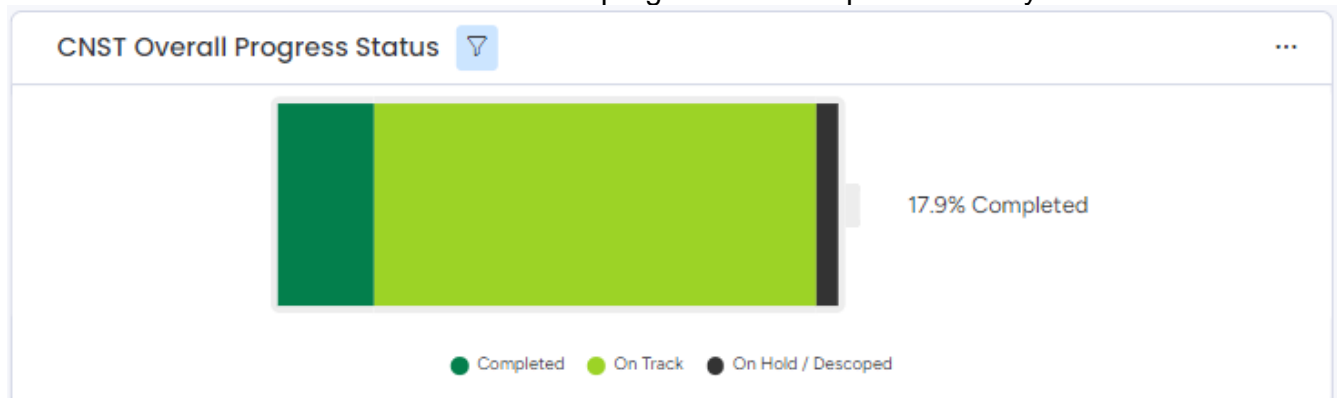 CNST Overall Progress Status
17.9% Completed
Completed On Track On Hold / Descoped